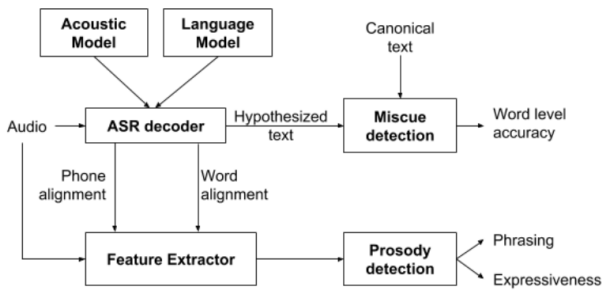 Acoustic
Model
Language
Model
Canonical
text
Audio
ASR decoder
Hypothesized
text
Miscue
detection
Word level
accuracy
Phone
alignment
Word
alignment
Feature Extractor
Prosody
detection
Phrasing
Expressiveness